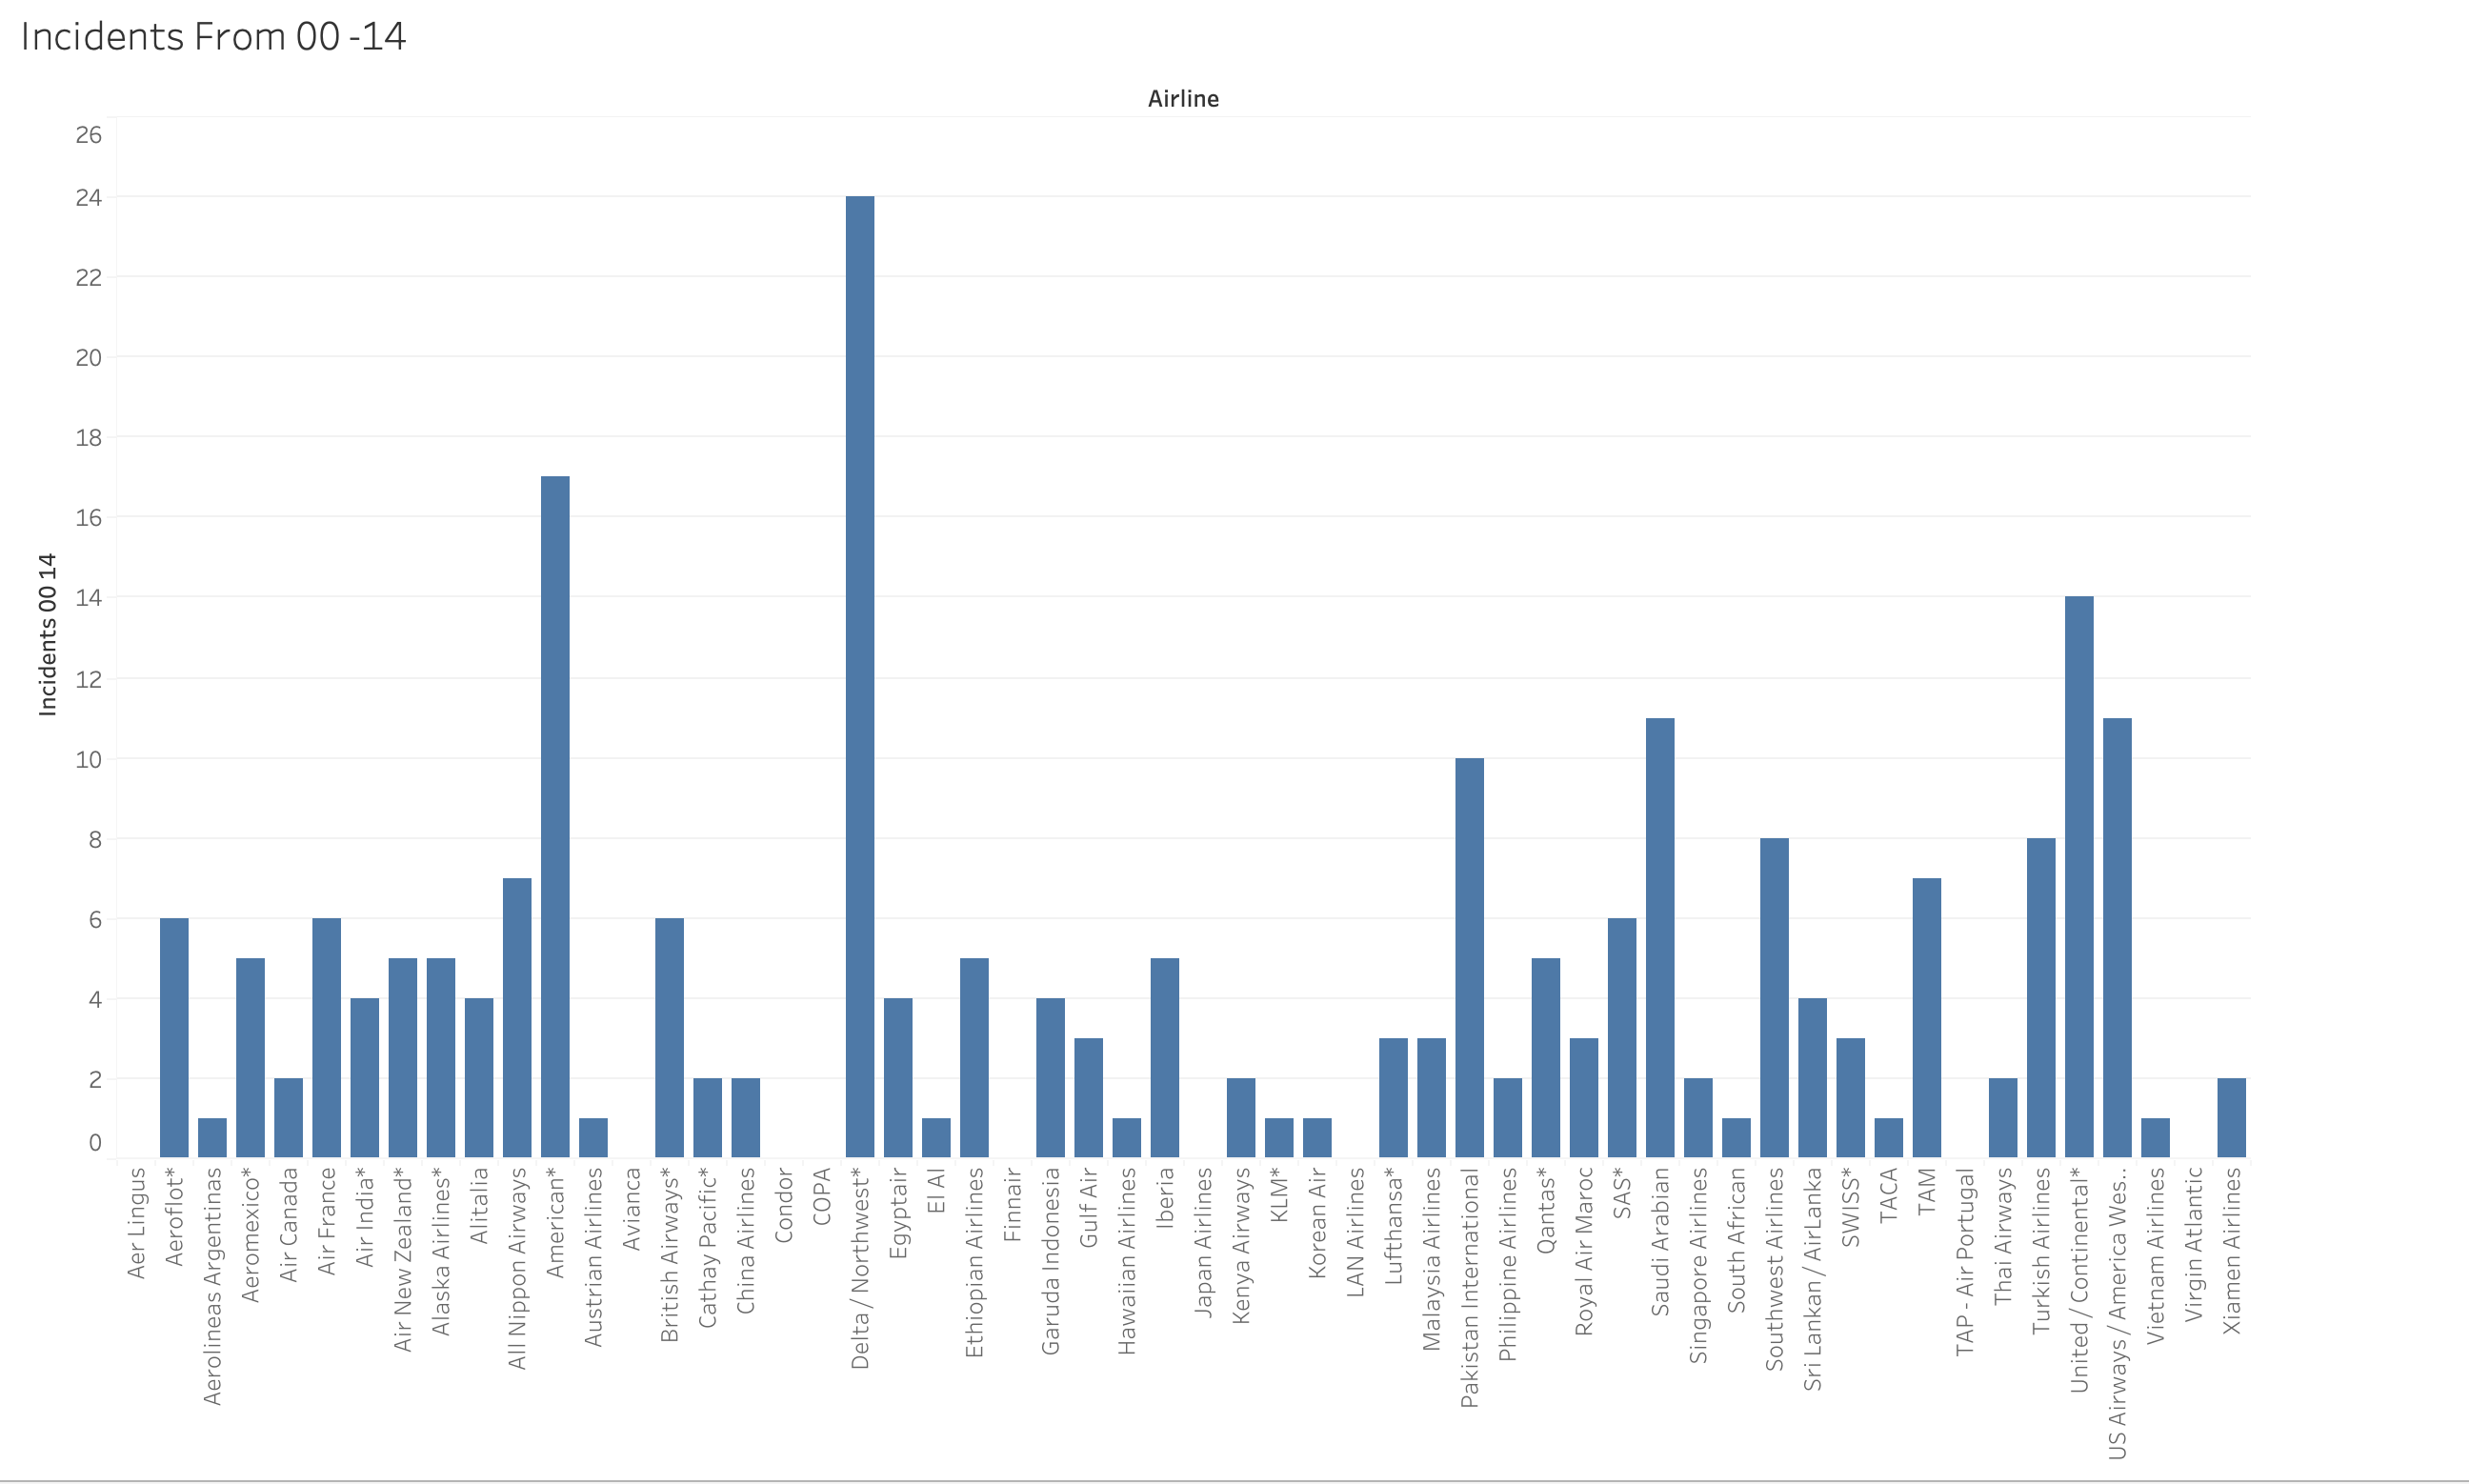 Incidents From 00 -14
Airline
26
24
22
20
18
16
14
12
10
8
6
4
2
0
Incidents 00 14
Aer Lingus
Aeroflot*
Aerolineas Argentinas
Aeromexico*
Air Canada
Air France
Air India*
Air New Zealand*
Alaska Airlines*
Alitalia
All Nippon Airways
American*
Austrian Airlines
Avianca
British Airways*
Cathay Pacific*
China Airlines
Condor
COPA
Delta / Northwest*
Egyptair
El Al
Ethiopian Airlines
Finnair
Garuda Indonesia
Gulf Air
Hawaiian Airlines
Iberia
Japan Airlines
Kenya Airways
KLM*
Korean Air
LAN Airlines
Lufthansa*
Malaysia Airlines
Pakistan International
Philippine Airlines
Qantas*
Royal Air Maroc
SAS*
Saudi Arabian
Singapore Airlines
South African
Southwest Airlines
Sri Lankan / AirLanka
SWISS*
TACA
TAM
TAP - Air Portugal
Thai Airways
Turkish Airlines
United / Continental*
US Airways / America Wes..
Vietnam Airlines
Virgin Atlantic
Xiamen Airlines